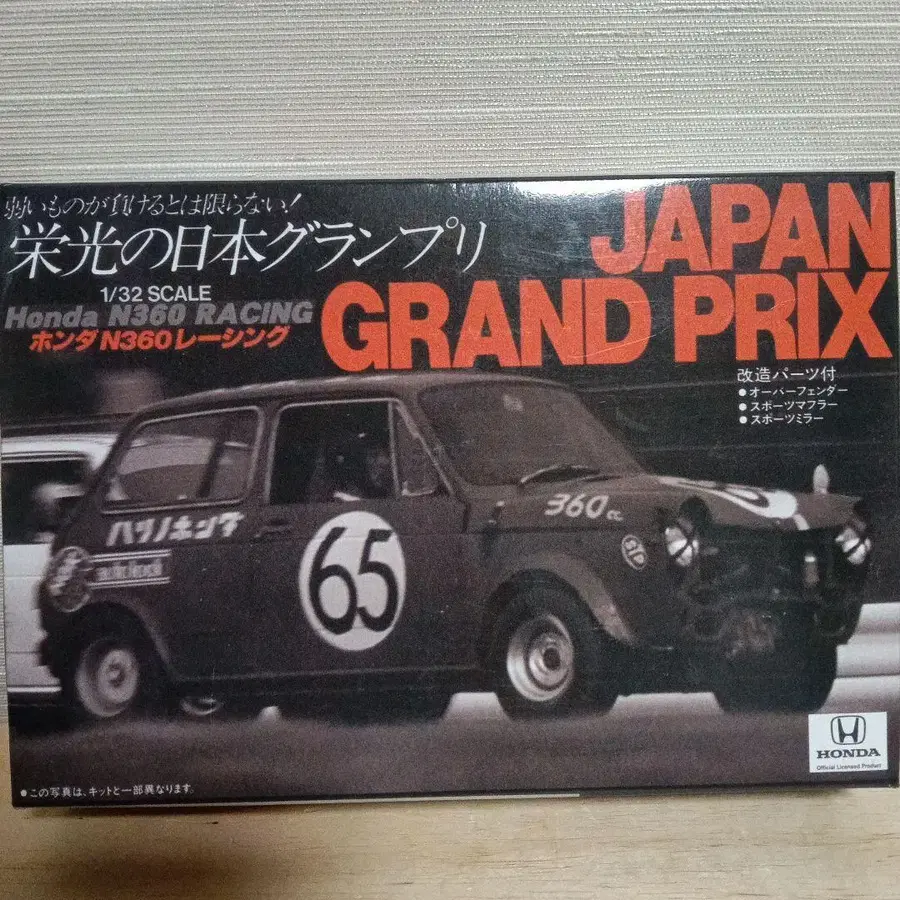 弱いものが負けるとは限らない!
栄光の日本グランプリ
JAPAN
GRAND PRIX
1/32 SCALE
Honda N360 RACING
ホンダ N360 レーシング
改造パーツ付
●オーバーフェンダー
●スポーツマフラー
●スポーツミラー
360cc
ハツノホンダ
65
STP
HONDA
Official Licensed Product
●この写真は、キットと一部異なります。